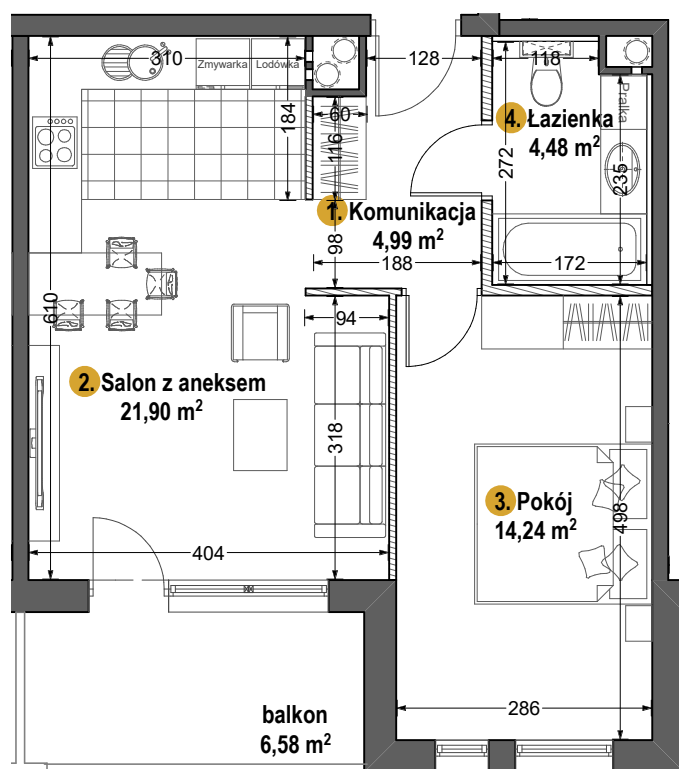 310
Zmywarka
Lodówka
128
118
Pralka
184
60
116
4. Łazienka
4,48 m²
272
235
1. Komunikacja
4,99 m²
98
188
172
610
94
2. Salon z aneksem
21,90 m²
318
3. Pokój
14,24 m²
498
404
286
balkon
6,58 m²